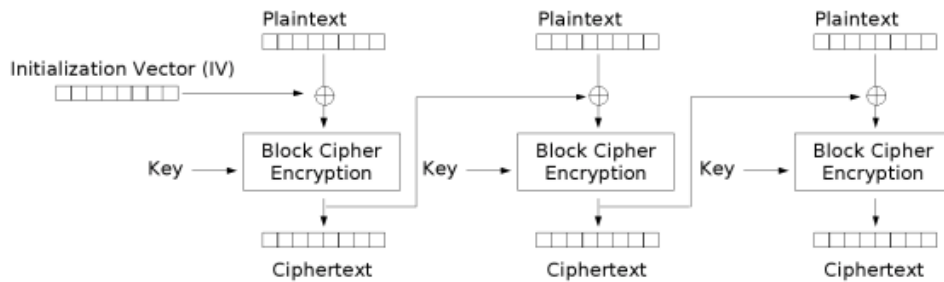 Plaintext
Plaintext
Plaintext
Initialization Vector (IV)
Key
Block Cipher
Encryption
Key
Block Cipher
Encryption
Key
Block Cipher
Encryption
Ciphertext
Ciphertext
Ciphertext